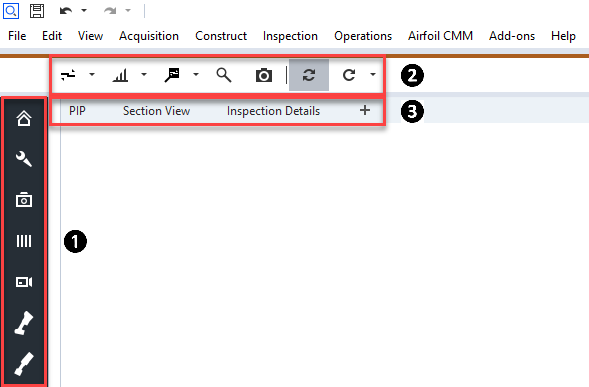 File Edit View Acquisition Construct Inspection Operations Airfoil CMM Add-ons Help
2
PIP Section View Inspection Details + 3
1